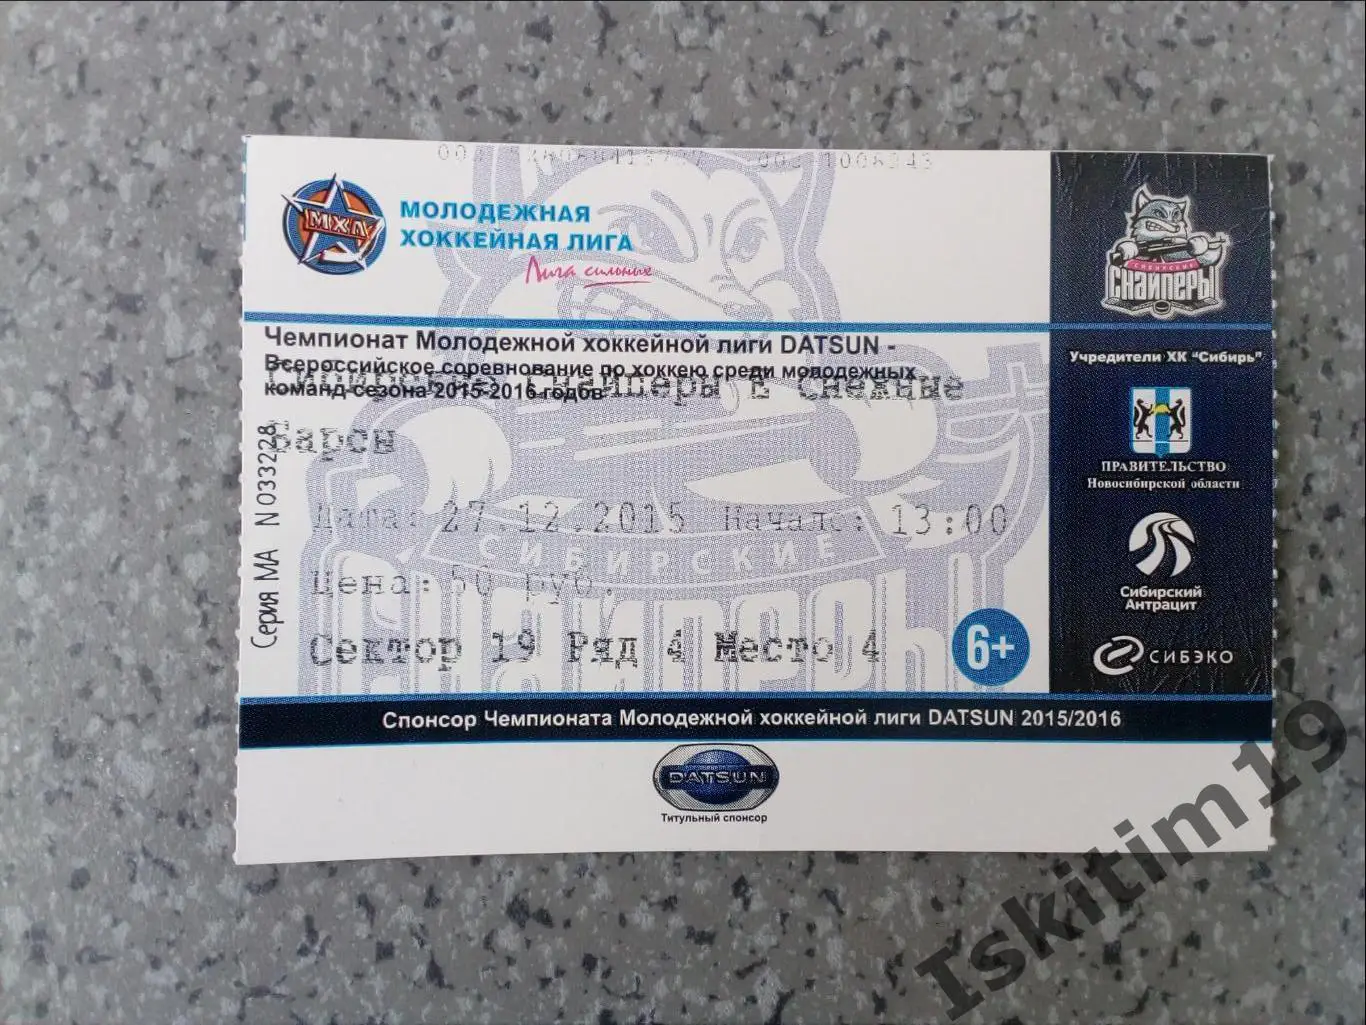 МОЛОДЕЖНАЯ
ХОККЕЙНАЯ ЛИГА
Лига сильных
МХЛ
Чемпионат Молодежной хоккейной лиги DATSUN -
Всероссийское соревнование по хоккею среди молодежных
команд сезона 2015-2016 годов
Снайперы Снежные
Барсы
Дата: 27.12.2015 Начало: 13:00
Цена: 50 руб.
Сектор 19 Ряд 4 Место 4
Серия МА N 033228
СИБИРСКИЕ
СНАЙПЕРЫ
6+
СИБИРСКИЕ
СНАЙПЕРЫ
Учредители ХК "Сибирь"
ПРАВИТЕЛЬСТВО
Новосибирской области
Сибирский
Антрацит
СИБЭКО
Спонсор Чемпионата Молодежной хоккейной лиги DATSUN 2015/2016
DATSUN
Титульный спонсор
Iskitim19